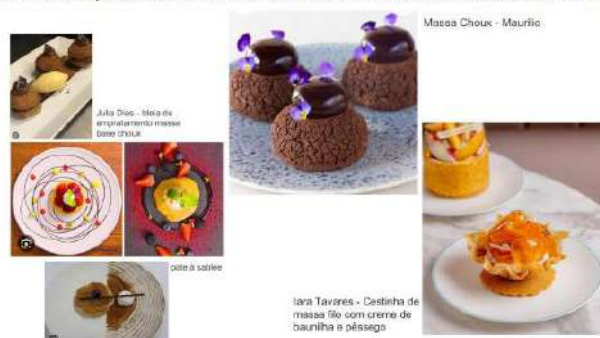 Massa Choux - Maurilio
Julia Dias - Ideia de
empratamento massa
base choux
pate à sablee
Iara Tavares - Cestinha de
massa filo com creme de
baunilha e pêssego